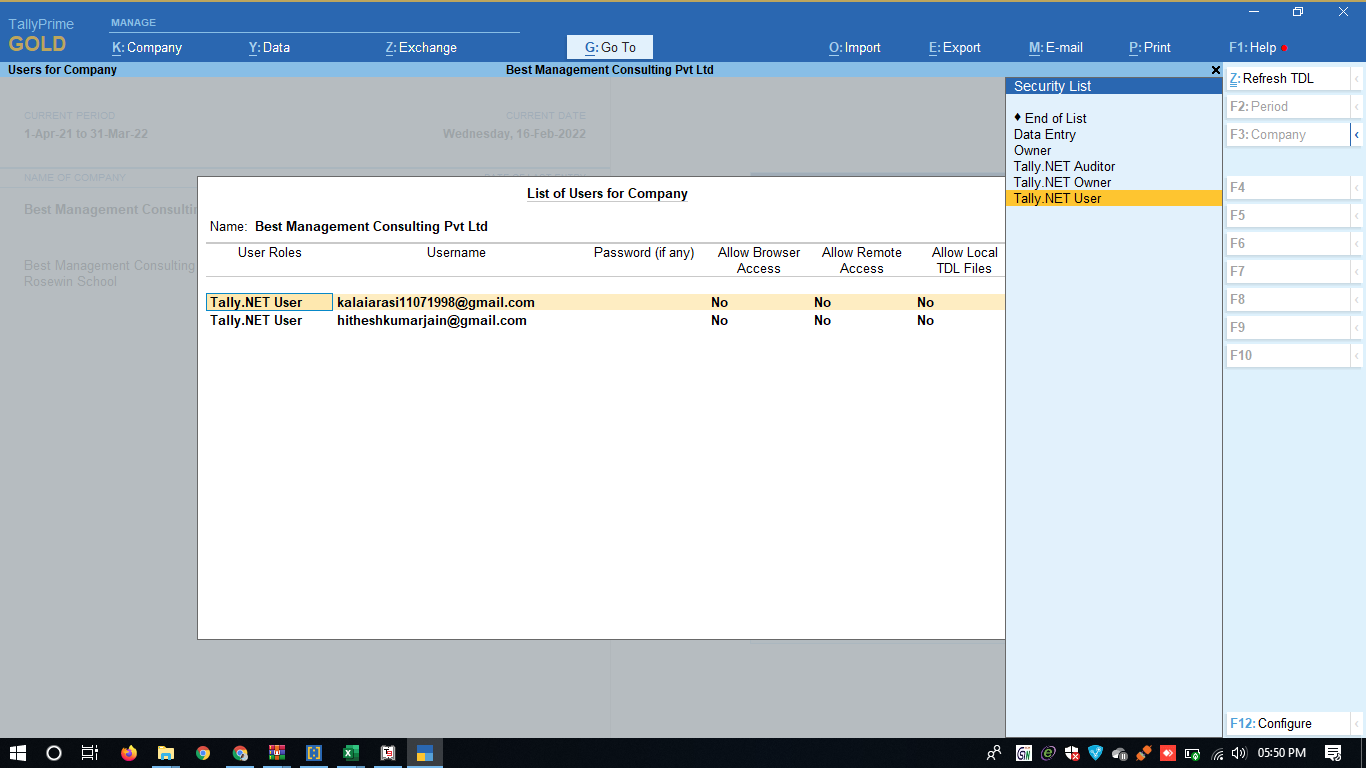 TallyPrime
GOLD
MANAGE
K: Company
Y: Data
Z: Exchange
G: Go To
O: Import
E: Export
M: E-mail
P: Print
F1: Help
Users for Company
Best Management Consulting Pvt Ltd
CURRENT PERIOD
CURRENT DATE
1-Apr-21 to 31-Mar-22
Wednesday, 16-Feb-2022
NAME OF COMPANY
DATE OF LAST ENTRY
Best Management Consultin
Best Management Consulting
Rosewin School
List of Users for Company
Name: Best Management Consulting Pvt Ltd
User Roles
Username
Password (if any)
Allow Browser Access
Allow Remote Access
Allow Local TDL Files
Tally.NET User kalaiarasi11071998@gmail.com No No No
Tally.NET User hitheshkumarjain@gmail.com No No No
Security List
♦ End of List
Data Entry
Owner
Tally.NET Auditor
Tally.NET Owner
Tally.NET User
Z: Refresh TDL
F2: Period
F3: Company
F4
F5
F6
F7
F8
F9
F10
F12: Configure
05:50 PM